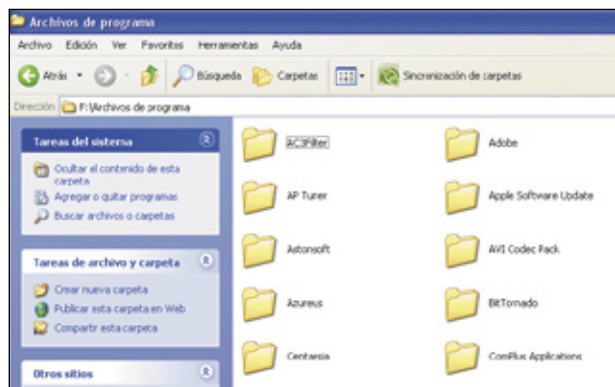 Archivos de programa
Archivo Edición Ver Favoritos Herramientas Ayuda
Atrás Búsqueda Carpetas Sincronización de carpetas
Dirección F:\Archivos de programa
Tareas del sistema
Ocultar el contenido de esta
carpeta
Agregar o quitar programas
Buscar archivos o carpetas
Tareas de archivo y carpeta
Crear nueva carpeta
Publicar esta carpeta en Web
Compartir esta carpeta
Otros sitios
AC3Filter Adobe
AP Tuner Apple Software Update
Astonsoft AVI Codec Pack
Azureus BitTornado
ComPlus Applications